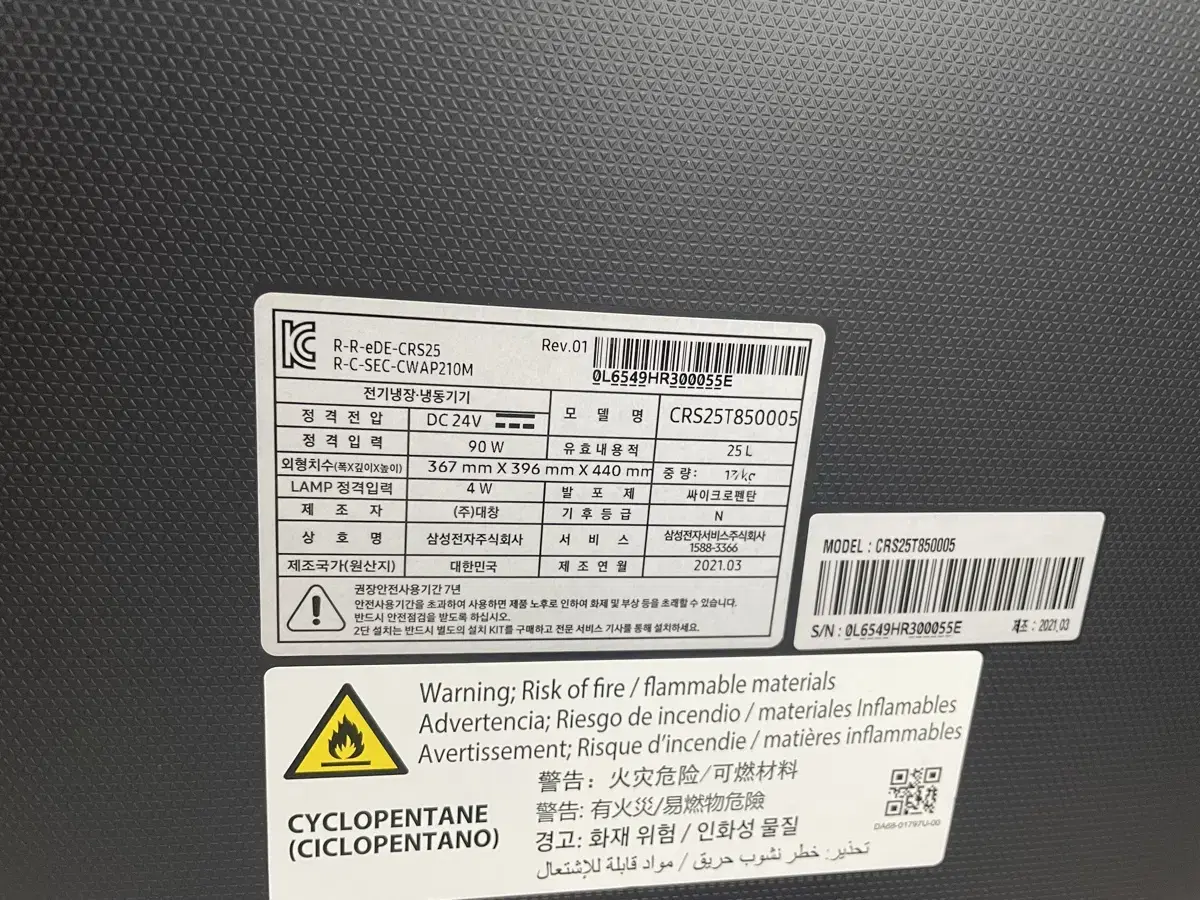 R-R-eDE-CRS25
R-C-SEC-CWAP210M
Rev.01
0L6549HR300055E
전기냉장·냉동기기
정격전압 DC 24V
모델명 CRS25T850005
정격입력 90 W
유효내용적 25 L
외형치수(폭X깊이X높이) 367 mm X 396 mm X 440 mm
중량:
LAMP 정격입력 4 W
발포제 싸이크로펜탄
제조자 (주)대창
기후등급 N
상호명 삼성전자주식회사
서비스 삼성전자서비스주식회사
1588-3366
제조국가(원산지) 대한민국
제조연월 2021.03
권장안전사용기간 7년
안전사용기간을 초과하여 사용하면 제품 노후로 인하여 화재 및 부상 등을 초래할 수 있습니다.
반드시 안전점검을 받도록 하십시오.
2단 설치는 반드시 별도의 설치 KIT를 구매하고 전문 서비스 기사를 통해 설치하세요.
MODEL : CRS25T850005
S/N : 0L6549HR300055E
제조 : 2021.03
Warning; Risk of fire / flammable materials
Advertencia; Riesgo de incendio / materiales Inflamables
Avertissement; Risque d'incendie / matières inflammables
警告：火灾危险/可燃材料
警告: 有火災/易燃物危險
경고: 화재 위험 / 인화성 물질
تحذير: خطر نشوب حريق / مواد قابلة للإشتعال
CYCLOPENTANE
(CICLOPENTANO)
DA68-01797U-00